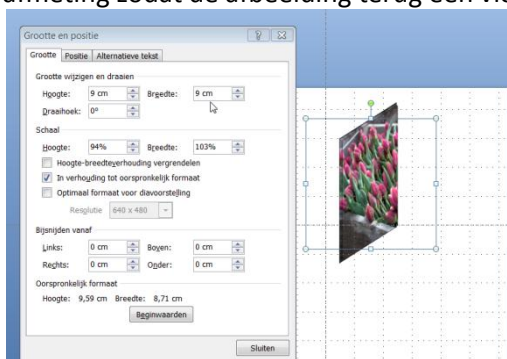 afmeting zodat de afbeelding terug een vie
Grootte en positie
Grootte Positie Alternatieve tekst
Grootte wijzigen en draaien
Hoogte: 9 cm Breedte: 9 cm
Draaihoek: 0°
Schaal
Hoogte: 94% Breedte: 103%
Hoogte-breedteverhouding vergrendelen
In verhouding tot oorspronkelijk formaat
Optimaal formaat voor diavoorstelling
Resolutie 640 x 480
Bijsnijden vanaf
Links: 0 cm Boven: 0 cm
Rechts: 0 cm Onder: 0 cm
Oorspronkelijk formaat
Hoogte: 9,59 cm Breedte: 8,71 cm
Beginwaarden
Sluiten